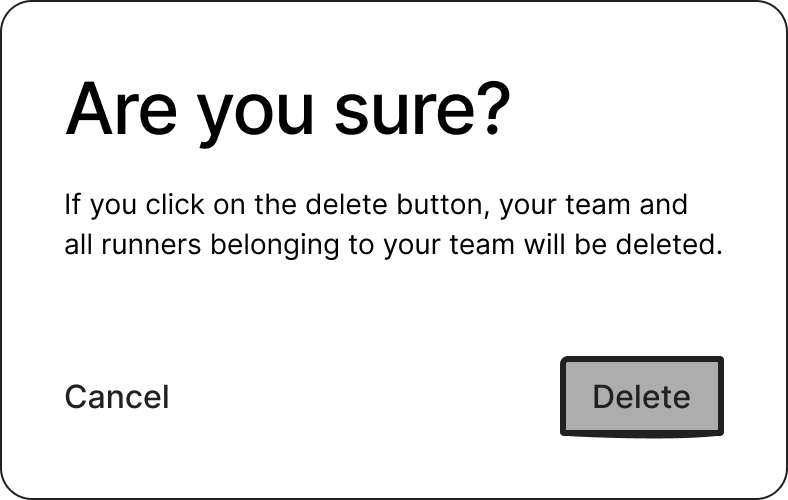 Are you sure?
If you click on the delete button, your team and
all runners belonging to your team will be deleted.
Cancel
Delete